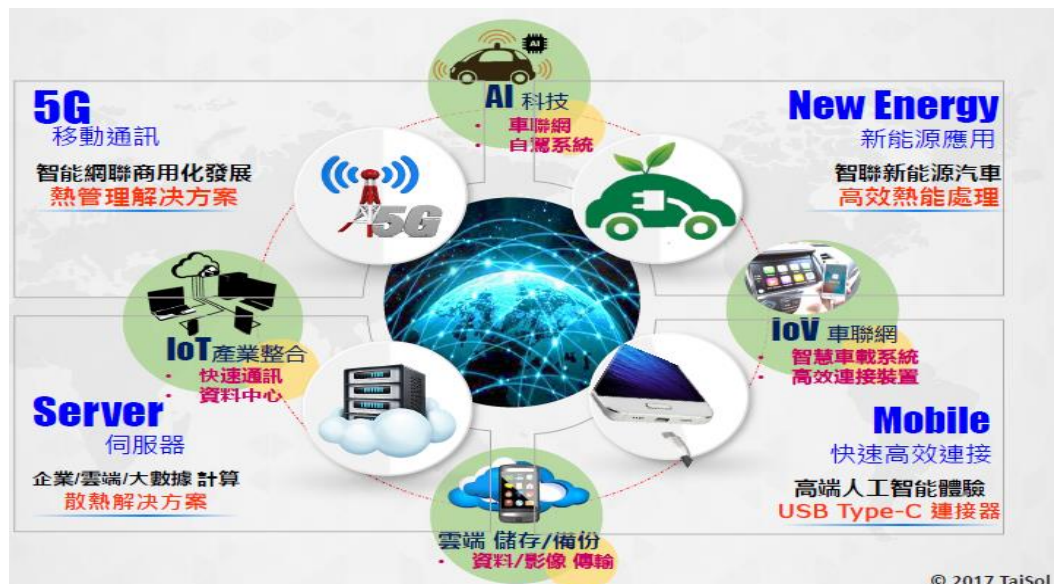 AI
AI 科技
• 車聯網
• 自駕系統
5G
移動通訊
智能網聯商用化發展
熱管理解決方案
New Energy
新能源應用
智聯新能源汽車
高效熱能處理
5G
IoT產業整合
• 快速通訊
• 資料中心
ioV 車聯網
• 智慧車載系統
• 高效連接裝置
Server
伺服器
企業/雲端/大數據 計算
散熱解決方案
Mobile
快速高效連接
高端人工智能體驗
USB Type-C 連接器
雲端 儲存/備份
• 資料/影像 傳輸
© 2017 TaiSol